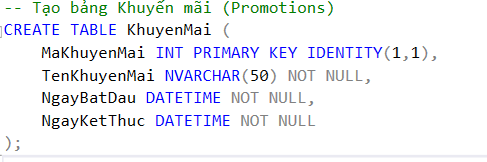 -- Tạo bảng Khuyến mãi (Promotions)
CREATE TABLE KhuyenMai (
    MaKhuyenMai INT PRIMARY KEY IDENTITY(1,1),
    TenKhuyenMai NVARCHAR(50) NOT NULL,
    NgayBatDau DATETIME NOT NULL,
    NgayKetThuc DATETIME NOT NULL
);